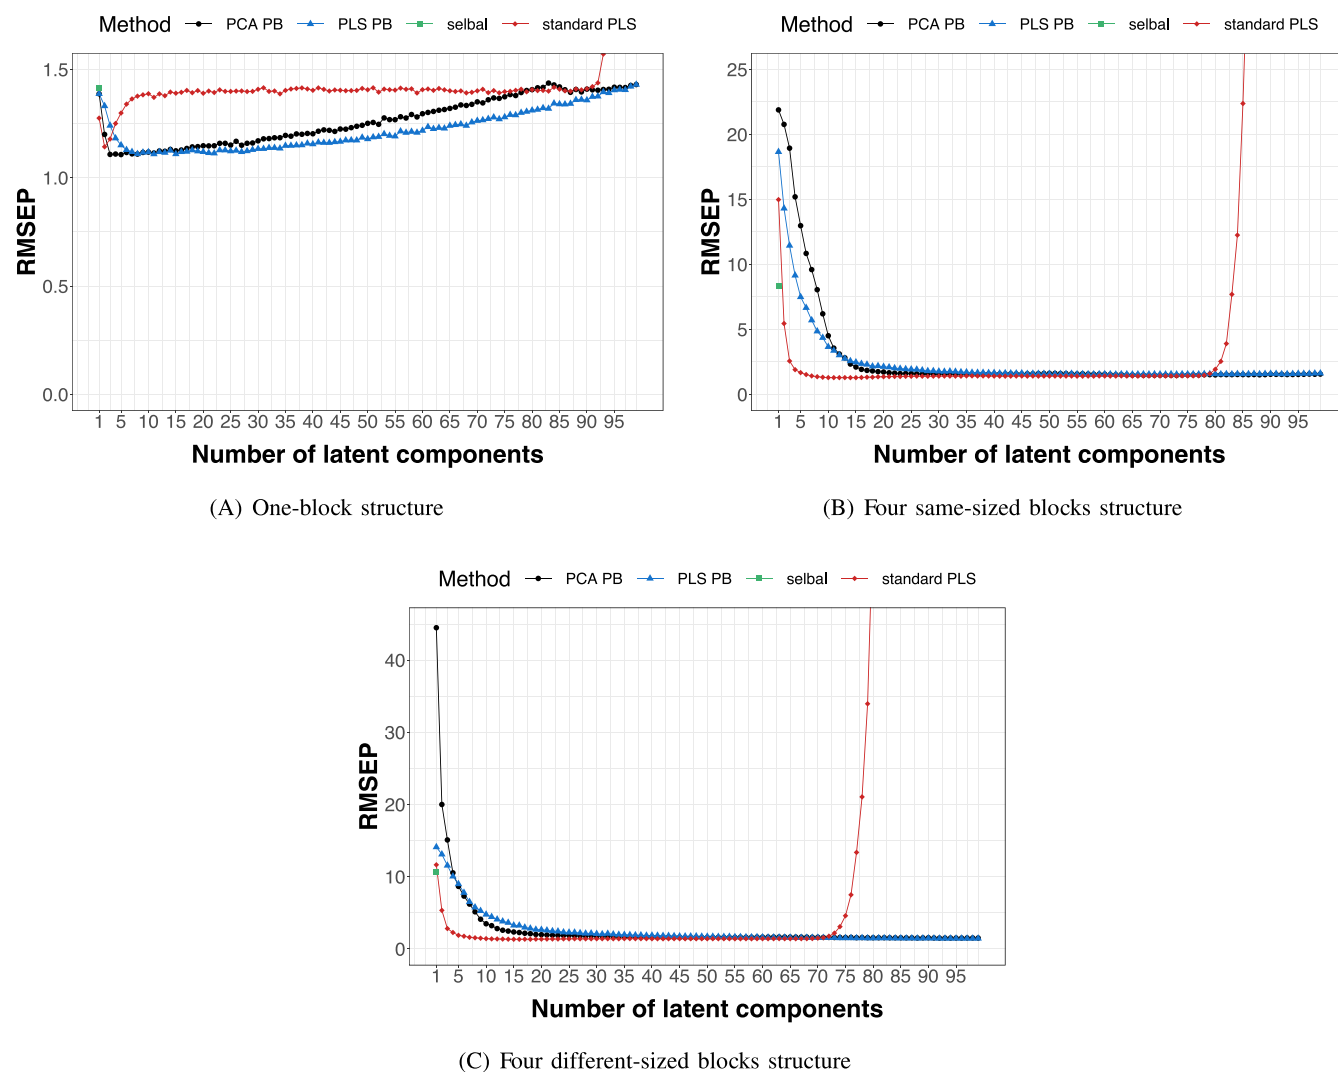 Method PCA PB PLS PB selbal standard PLS
1.5
1.0
0.5
0.0
RMSEP
1 5 10 15 20 25 30 35 40 45 50 55 60 65 70 75 80 85 90 95
Number of latent components
(A) One-block structure
Method PCA PB PLS PB selbal standard PLS
25
20
15
10
5
0
RMSEP
1 5 10 15 20 25 30 35 40 45 50 55 60 65 70 75 80 85 90 95
Number of latent components
(B) Four same-sized blocks structure
Method PCA PB PLS PB selbal standard PLS
40
30
20
10
0
RMSEP
1 5 10 15 20 25 30 35 40 45 50 55 60 65 70 75 80 85 90 95
Number of latent components
(C) Four different-sized blocks structure